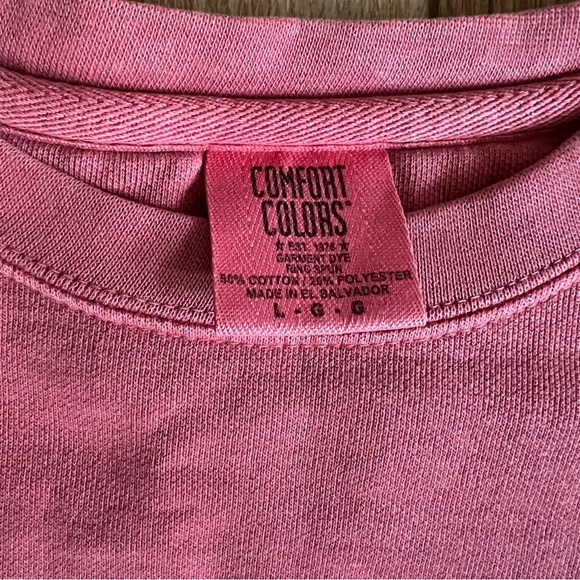 COMFORT
COLORS®
★ EST. 1975 ★
GARMENT DYE
RING SPUN
80% COTTON / 20% POLYESTER
MADE IN EL SALVADOR
L - G - G